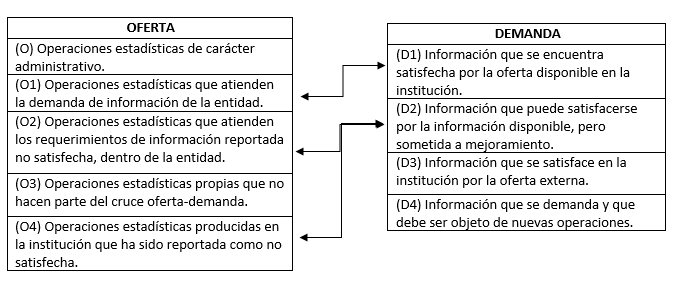 OFERTA
(O) Operaciones estadísticas de carácter
administrativo.
(O1) Operaciones estadísticas que atienden
la demanda de información de la entidad.
(O2) Operaciones estadísticas que atienden
los requerimientos de información reportada
no satisfecha, dentro de la entidad.
(O3) Operaciones estadísticas propias que no
hacen parte del cruce oferta-demanda.
(O4) Operaciones estadísticas producidas en
la institución que ha sido reportada como no
satisfecha.
DEMANDA
(D1) Información que se encuentra
satisfecha por la oferta disponible en la
institución.
(D2) Información que puede satisfacerse
por la información disponible, pero
sometida a mejoramiento.
(D3) Información que se satisface en la
institución por la oferta externa.
(D4) Información que se demanda y que
debe ser objeto de nuevas operaciones.